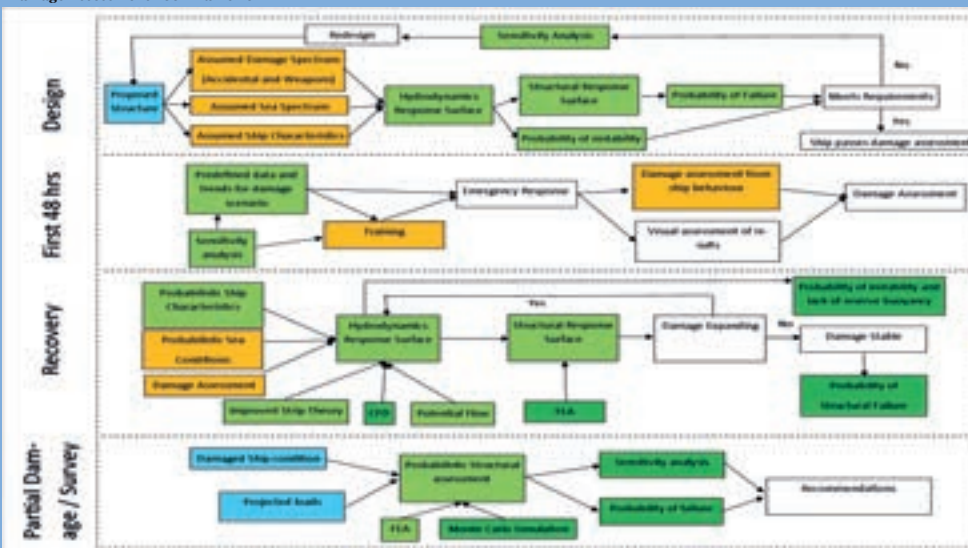 Design
Redesign
Sensitivity Analysis
Assumed Damage Spectrum
(Accidental and Weapons)
Proposed
Structure
Assumed Sea Spectrum
Assumed Ship Characteristics
Hydrodynamics
Response Surface
Structural Response
Surface
Probability of Failure
Probability of instability
Meets Requirements
No
Yes
Ship passes damage assessment
First 48 hrs
Predefined data and
trends for damage
scenario
Sensitivity
analysis
Training
Emergency Response
Damage assessment from
ship behaviour
Visual assessment of re-
sults
Damage Assessment
Recovery
Probabilistic Ship
Characteristics
Probabilistic Sea
Conditions
Damage Assessment
Hydrodynamics
Response Surface
Improved Strip Theory
CFD
Potential Flow
Structural Response
Surface
FEA
Yes
Damage Expanding
No
Probability of instability and
lack of reserve buoyancy
Damage Stable
Probability of
Structural Failure
Partial Dam-
age / Survey
Damaged Ship condition
Projected loads
Probabilistic Structural
assessment
FEA
Monte Carlo Simulation
Sensitivity analysis
Probability of failure
Recommendations